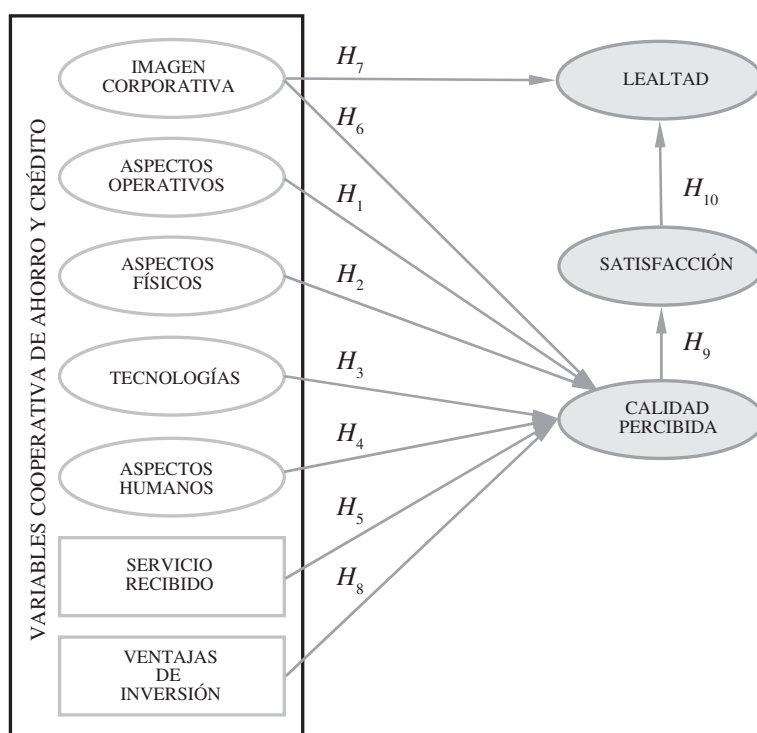 VARIABLES COOPERATIVA DE AHORRO Y CRÉDITO
IMAGEN
CORPORATIVA
ASPECTOS
OPERATIVOS
ASPECTOS
FÍSICOS
TECNOLOGÍAS
ASPECTOS
HUMANOS
SERVICIO
RECIBIDO
VENTAJAS
DE
INVERSIÓN
H7
H6
H1
H2
H3
H4
H5
H8
LEALTAD
H10
SATISFACCIÓN
H9
CALIDAD
PERCIBIDA